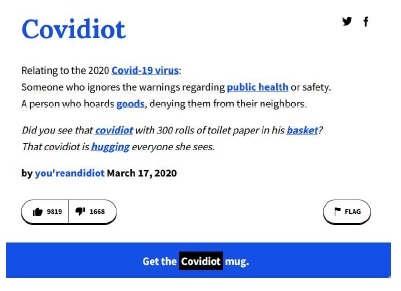 Covidiot
Relating to the 2020 Covid-19 virus:
Someone who ignores the warnings regarding public health or safety.
A person who hoards goods, denying them from their neighbors.
Did you see that covidiot with 300 rolls of toilet paper in his basket?
That covidiot is hugging everyone she sees.
by you'reandidiot March 17, 2020
9819 1668 FLAG
Get the Covidiot mug.